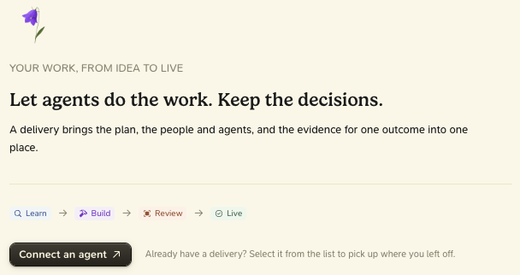 YOUR WORK, FROM IDEA TO LIVE
Let agents do the work. Keep the decisions.
A delivery brings the plan, the people and agents, and the evidence for one outcome into one
place.
Learn → Build → Review → Live
Connect an agent ↗ Already have a delivery? Select it from the list to pick up where you left off.